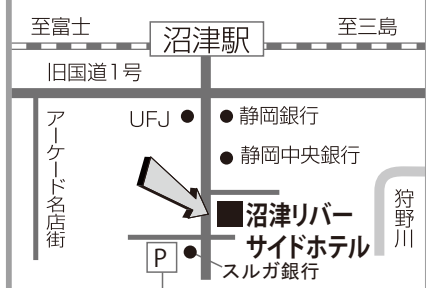 至富士
沼津駅
至三島
旧国道1号
UFJ
静岡銀行
静岡中央銀行
アーケード名店街
沼津リバー
サイドホテル
狩野川
P
スルガ銀行